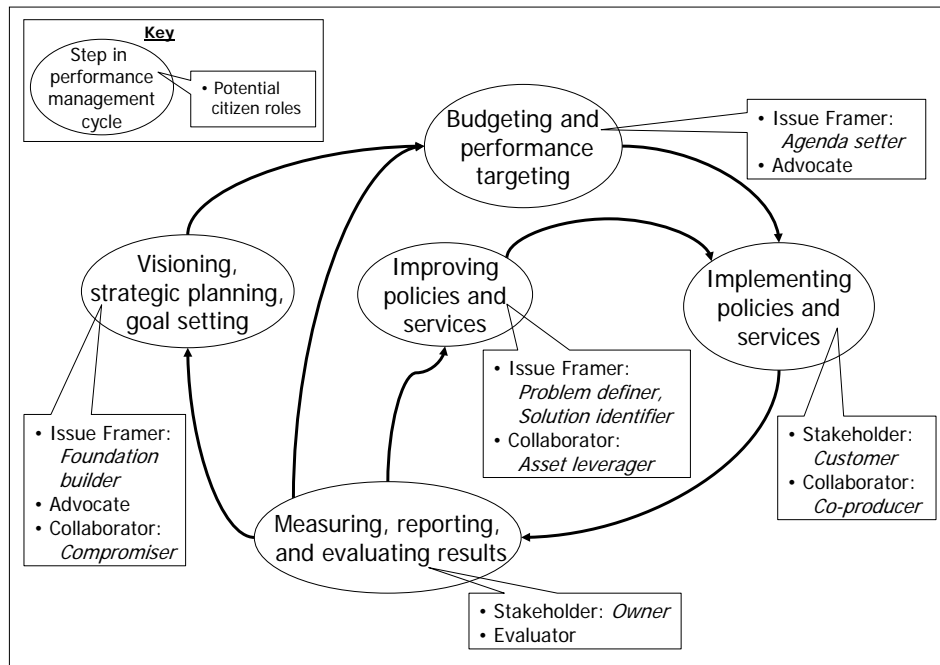 Key
Step in
performance
management
cycle
• Potential
citizen roles
Budgeting and
performance
targeting
• Issue Framer:
Agenda setter
• Advocate
Visioning,
strategic planning,
goal setting
Improving
policies and
services
Implementing
policies and
services
• Issue Framer:
Foundation
builder
• Advocate
• Collaborator:
Compromiser
• Issue Framer:
Problem definer,
Solution identifier
• Collaborator:
Asset leverager
• Stakeholder:
Customer
• Collaborator:
Co-producer
Measuring, reporting,
and evaluating results
• Stakeholder: Owner
• Evaluator